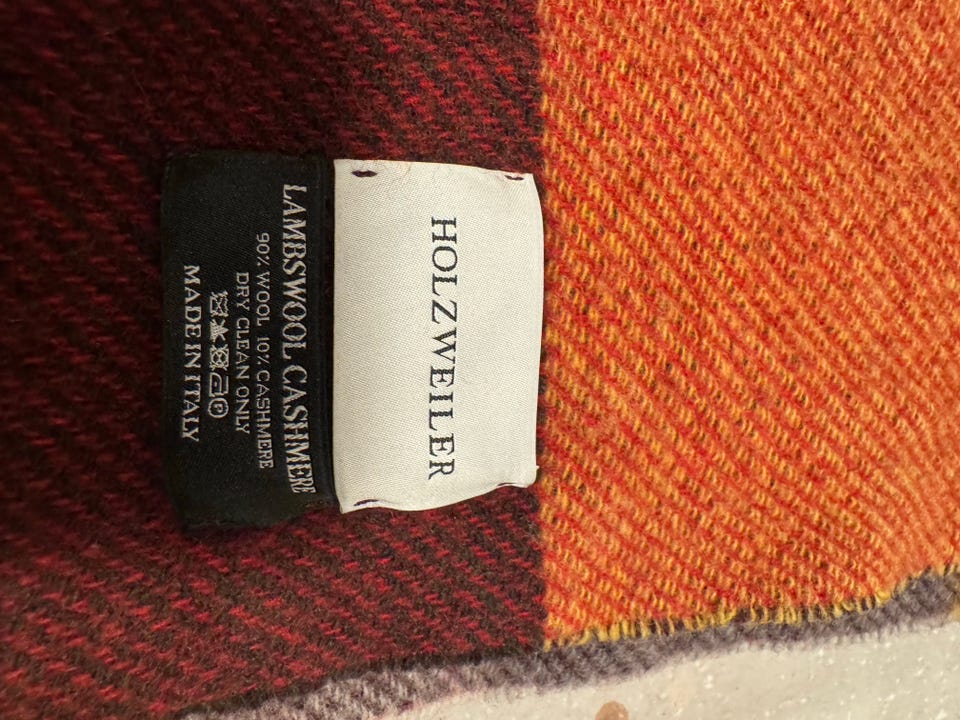 HOLZWEILER
LAMBSWOOL CASHMERE
90% WOOL 10% CASHMERE
DRY CLEAN ONLY
P
MADE IN ITALY